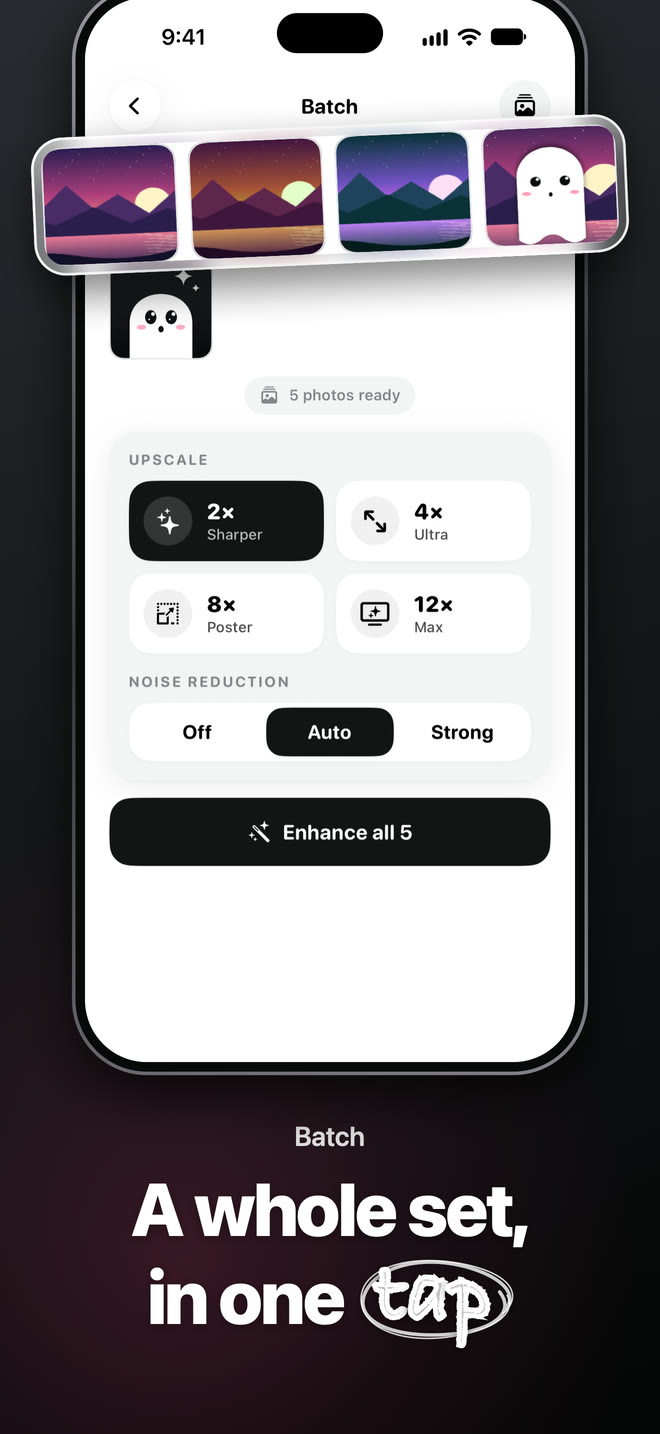 9:41
Batch
5 photos ready
UPSCALE
2×
Sharper
4×
Ultra
8×
Poster
12×
Max
NOISE REDUCTION
Off
Auto
Strong
Enhance all 5
Batch
A whole set,
in one tap